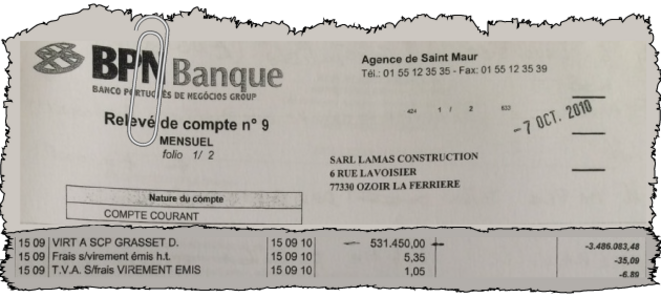 BPN Banque
BANCO PORTUGUÊS DE NEGÓCIOS GROUP
Agence de Saint Maur
Tél.: 01 55 12 35 35 - Fax: 01 55 12 35 39
1 / 2
-7 OCT. 2010
Relevé de compte n° 9
MENSUEL
folio 1/ 2
SARL LAMAS CONSTRUCTION
6 RUE LAVOISIER
77330 OZOIR LA FERRIERE
Nature du compte
COMPTE COURANT
15 09 VIRT A SCP GRASSET D. 15 09 10 531.450,00 -3.486.083,48
15 09 Frais s/virement émis h.t. 15 09 10 5,35 -35,09
15 09 T.V.A. S/frais VIREMENT EMIS 15 09 10 1,05 -6,89